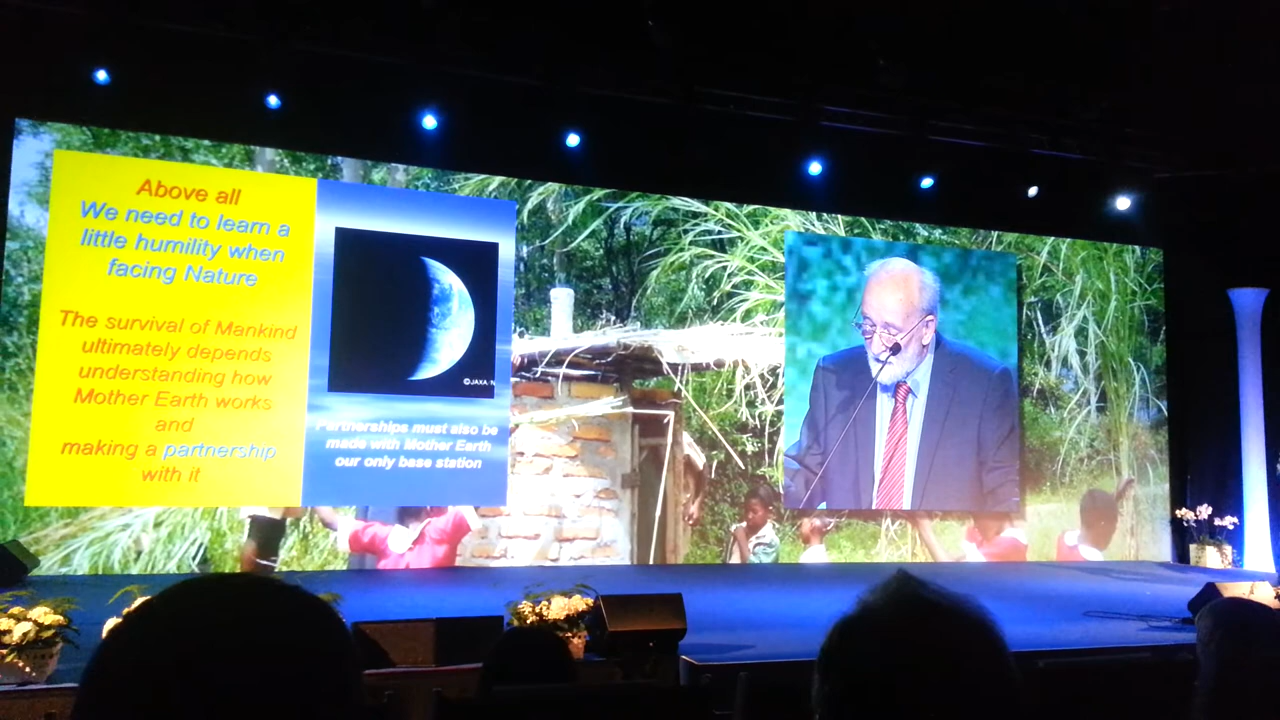 Above all
We need to learn a
little humility when
facing Nature
The survival of Mankind
ultimately depends
understanding how
Mother Earth works
and
making a partnership
with it
©JAXA
Partnerships must also be
made with Mother Earth
our only base station